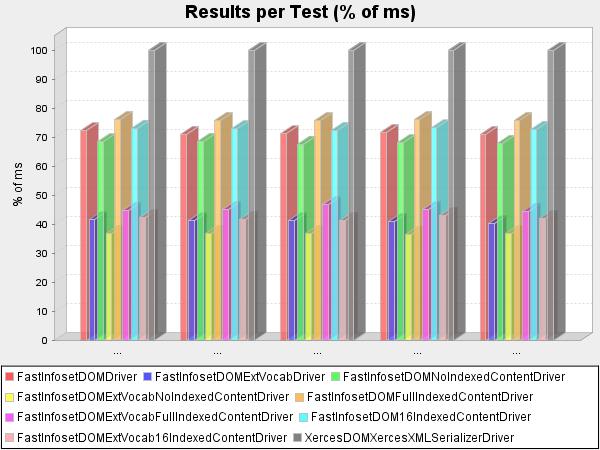 Results per Test (% of ms)
100
90
80
70
60
50
40
30
20
10
0
% of ms
... ... ... ... ...
FastInfosetDOMDriver FastInfosetDOMExtVocabDriver FastInfosetDOMNoIndexedContentDriver
FastInfosetDOMExtVocabNoIndexedContentDriver FastInfosetDOMFullIndexedContentDriver
FastInfosetDOMExtVocabFullIndexedContentDriver FastInfosetDOM16IndexedContentDriver
FastInfosetDOMExtVocab16IndexedContentDriver XercesDOMXercesXMLSerializerDriver